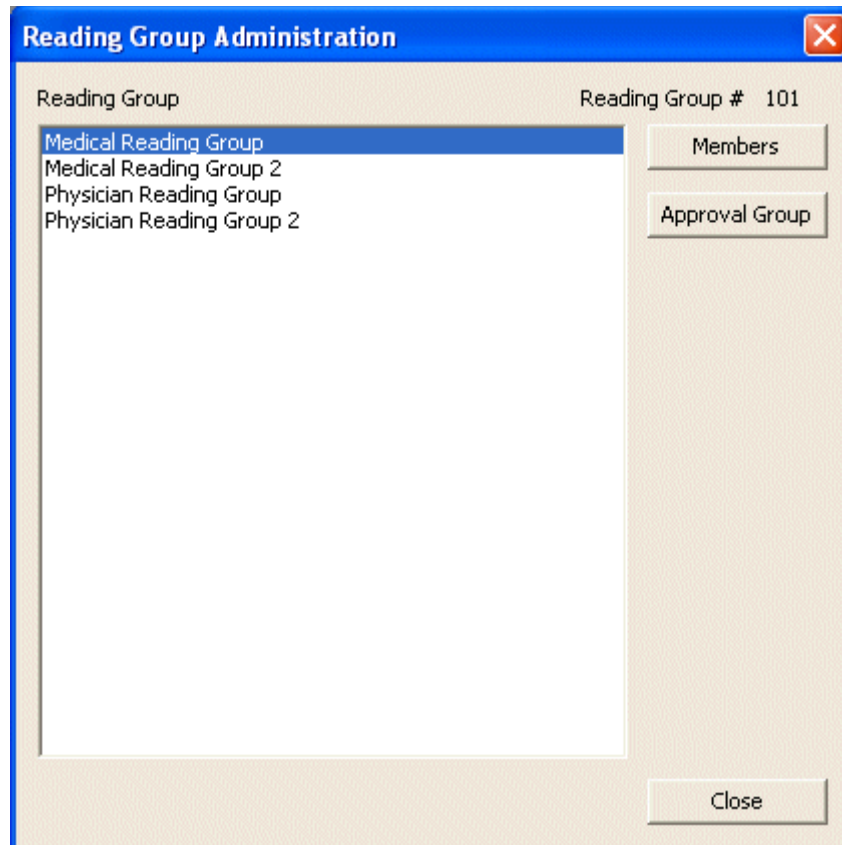 Reading Group Administration
Reading Group
Reading Group # 101
Medical Reading Group
Medical Reading Group 2
Physician Reading Group
Physician Reading Group 2
Members
Approval Group
Close